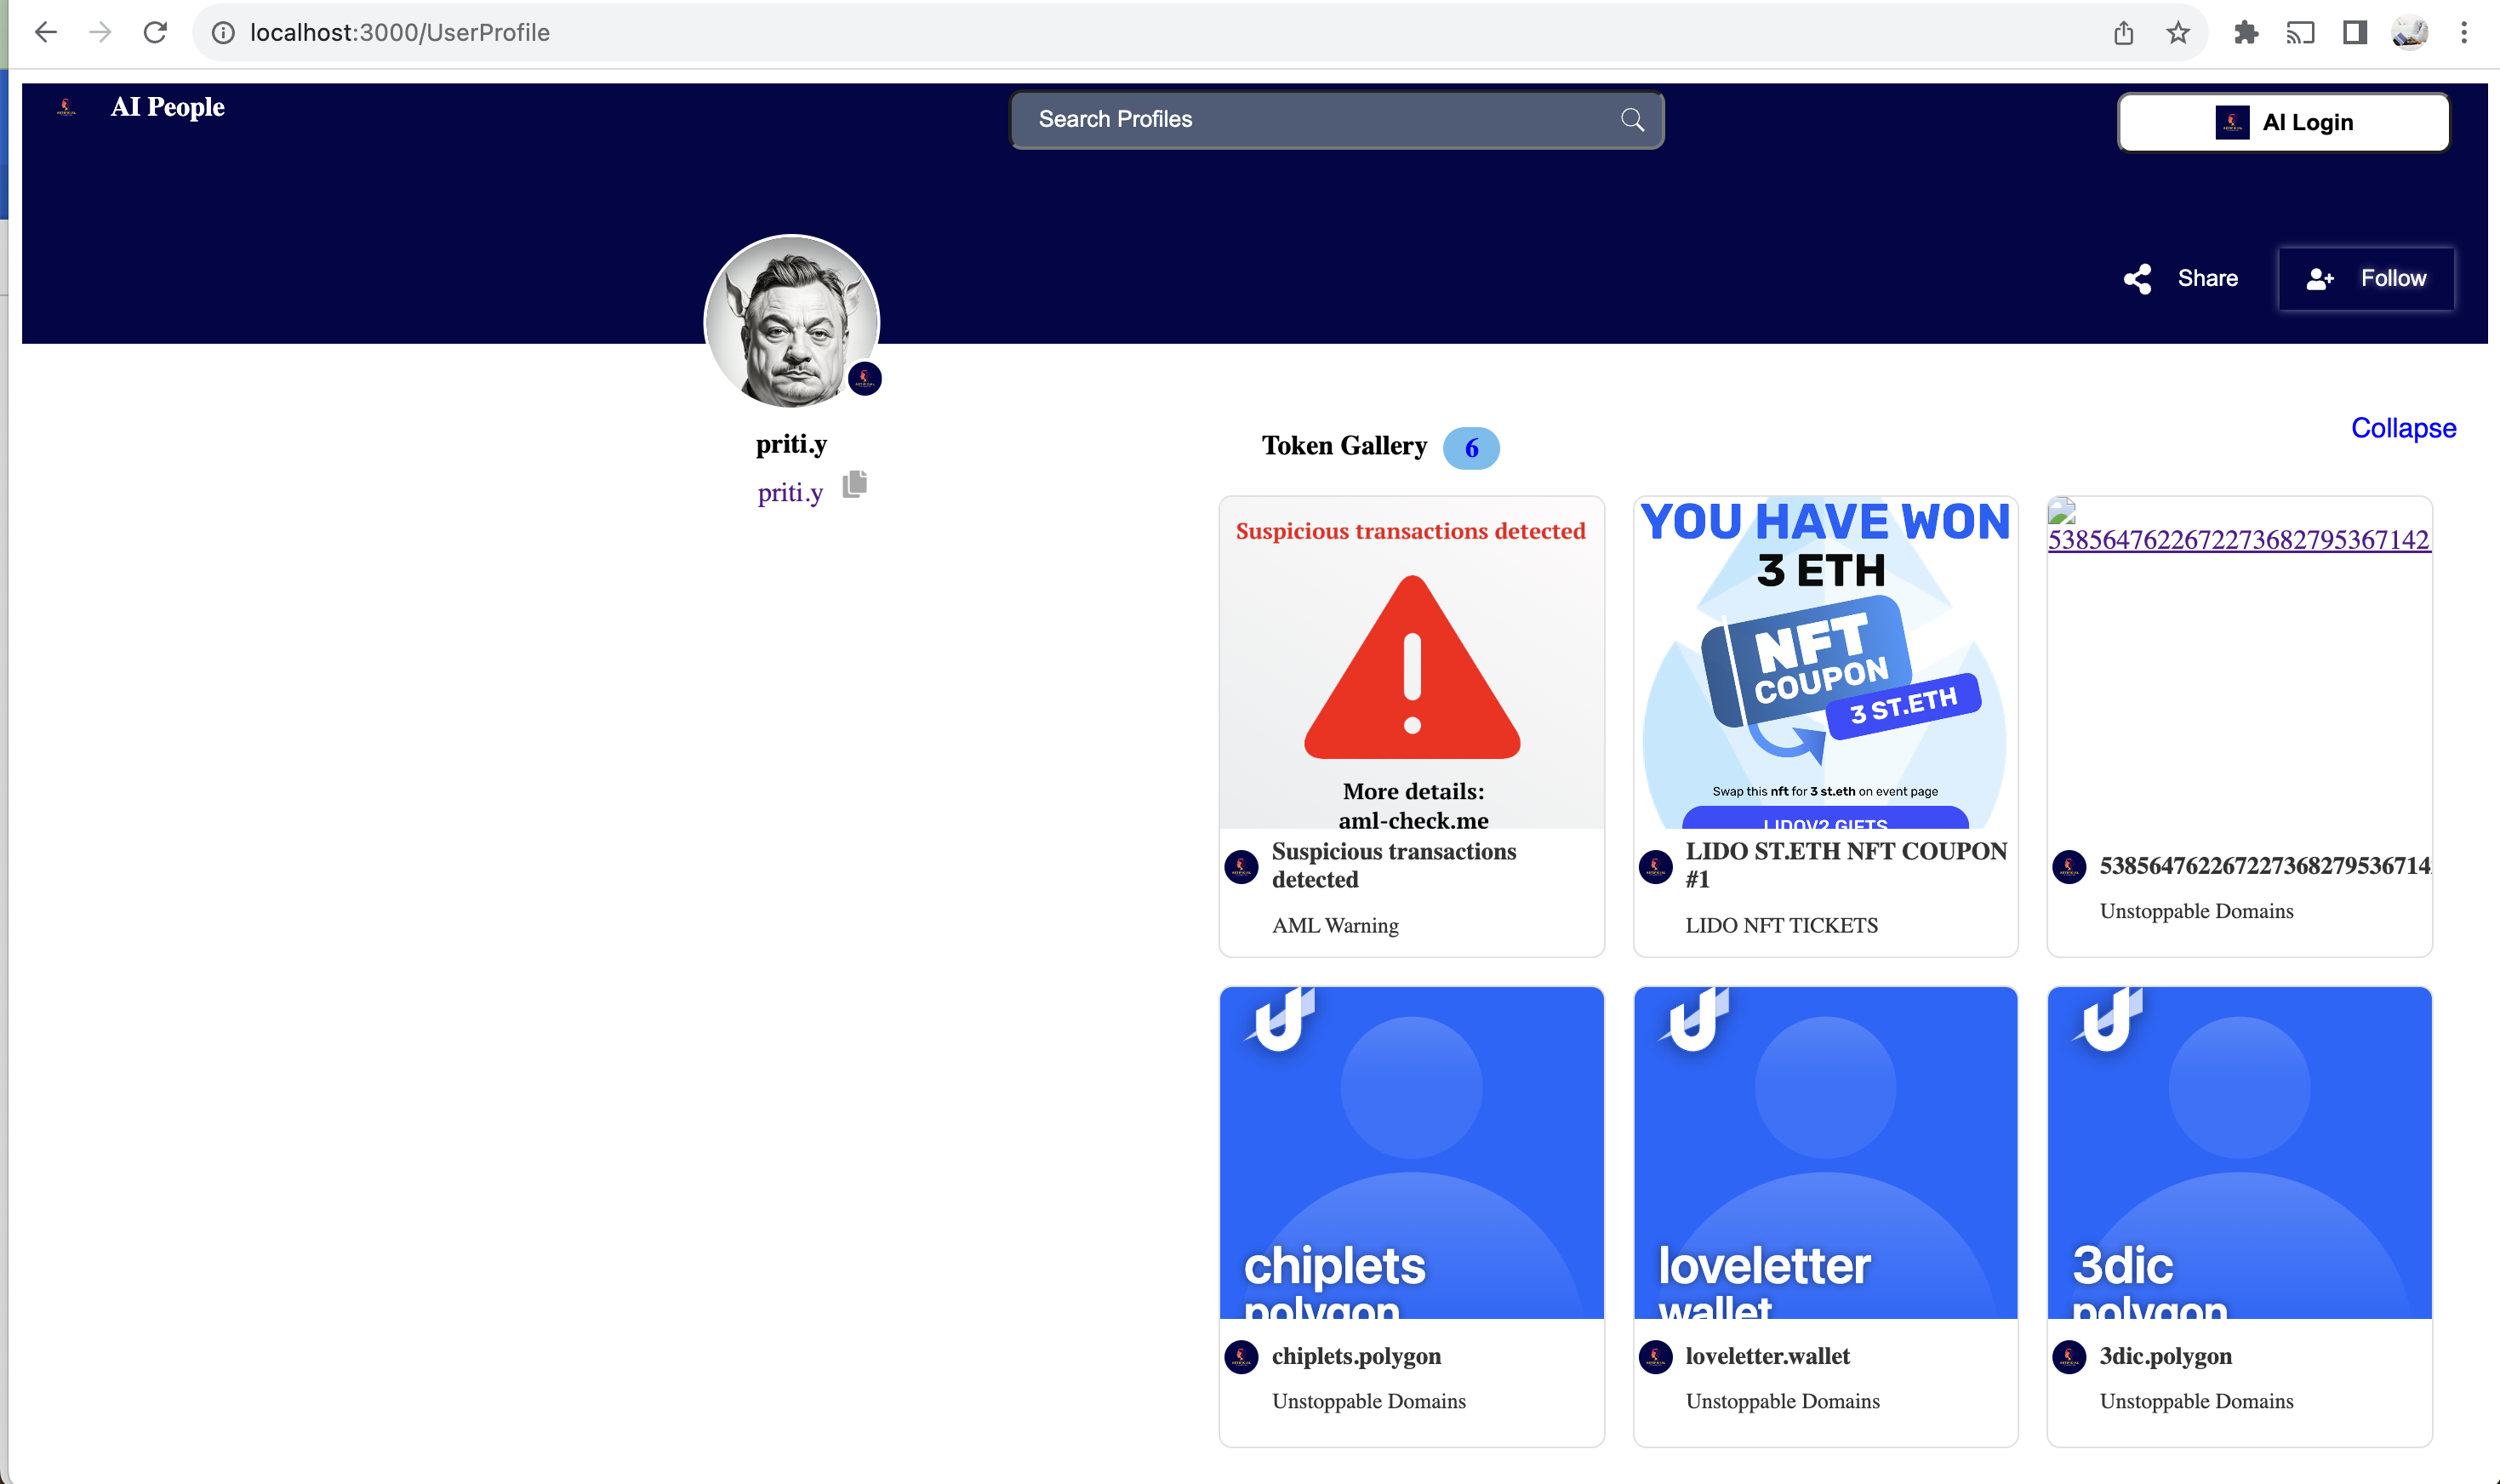 localhost:3000/UserProfile
AI People
Search Profiles
AI Login
Share
Follow
priti.y
priti.y
Token Gallery 6
Collapse
Suspicious transactions detected
More details:
aml-check.me
Suspicious transactions
detected
AML Warning
YOU HAVE WON
3 ETH
NFT
COUPON
3 ST.ETH
Swap this nft for 3 st.eth on event page
LIDOV2 GIFTS
LIDO ST.ETH NFT COUPON
#1
LIDO NFT TICKETS
5385647622672273682795367142
538564762267227368279536714
Unstoppable Domains
chiplets
polygon
chiplets.polygon
Unstoppable Domains
loveletter
wallet
loveletter.wallet
Unstoppable Domains
3dic
polygon
3dic.polygon
Unstoppable Domains